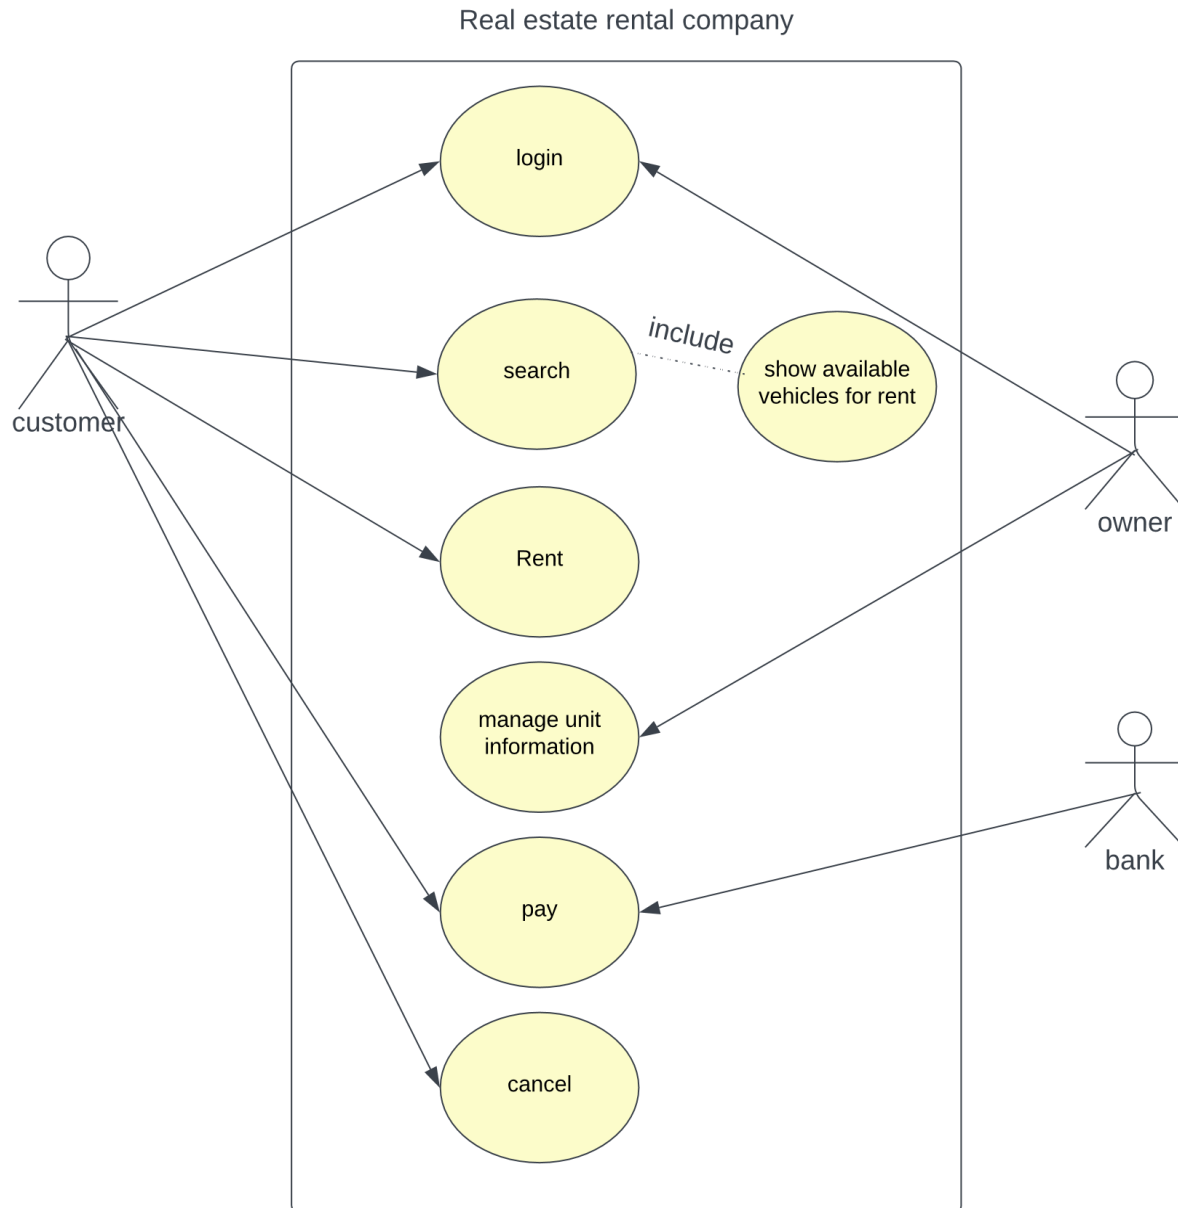 Real estate rental company
login
search
include
show available
vehicles for rent
customer
owner
Rent
manage unit
information
bank
pay
cancel